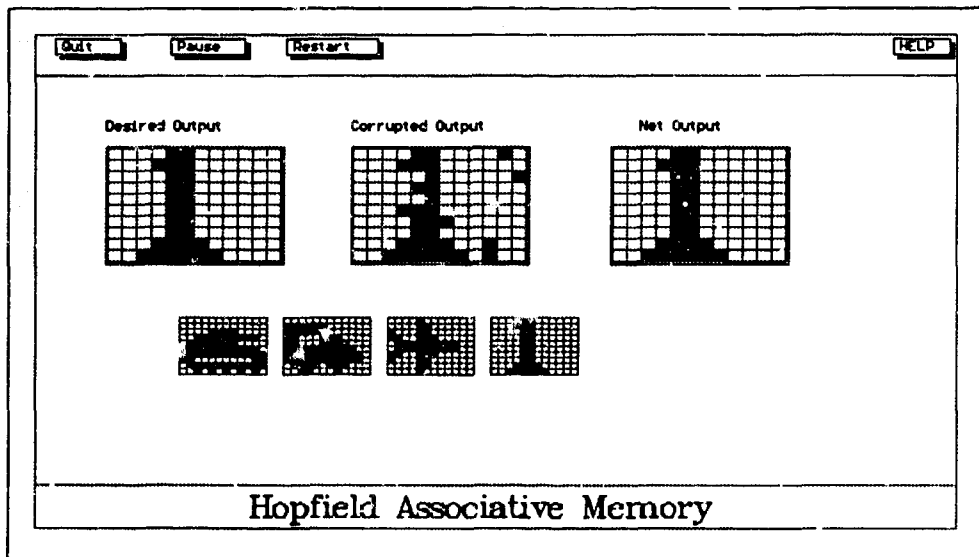 Quit Pause Restart HELP
Desired Output Corrupted Output Net Output
Hopfield Associative Memory